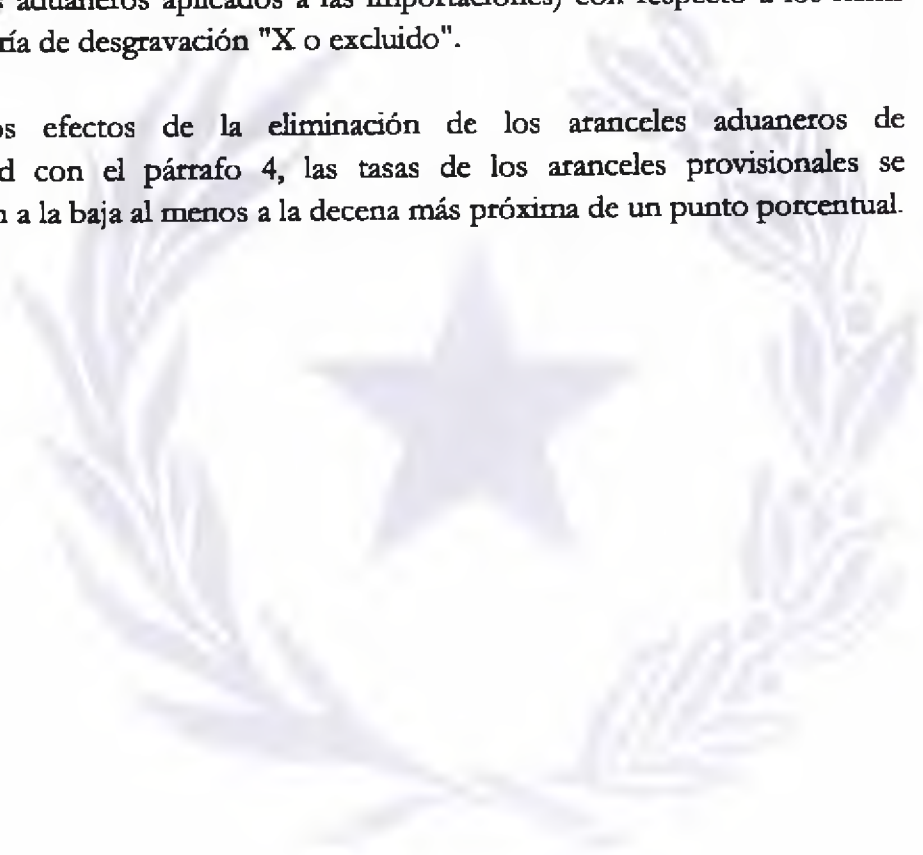 aduaneros aplicados a las importaciones) con respecto a los
ría de desgravación "X o excluido".
os efectos de la eliminación de los aranceles aduaneros de
d con el párrafo 4, las tasas de los aranceles provisionales se
n a la baja al menos a la decena más próxima de un punto porcentual.